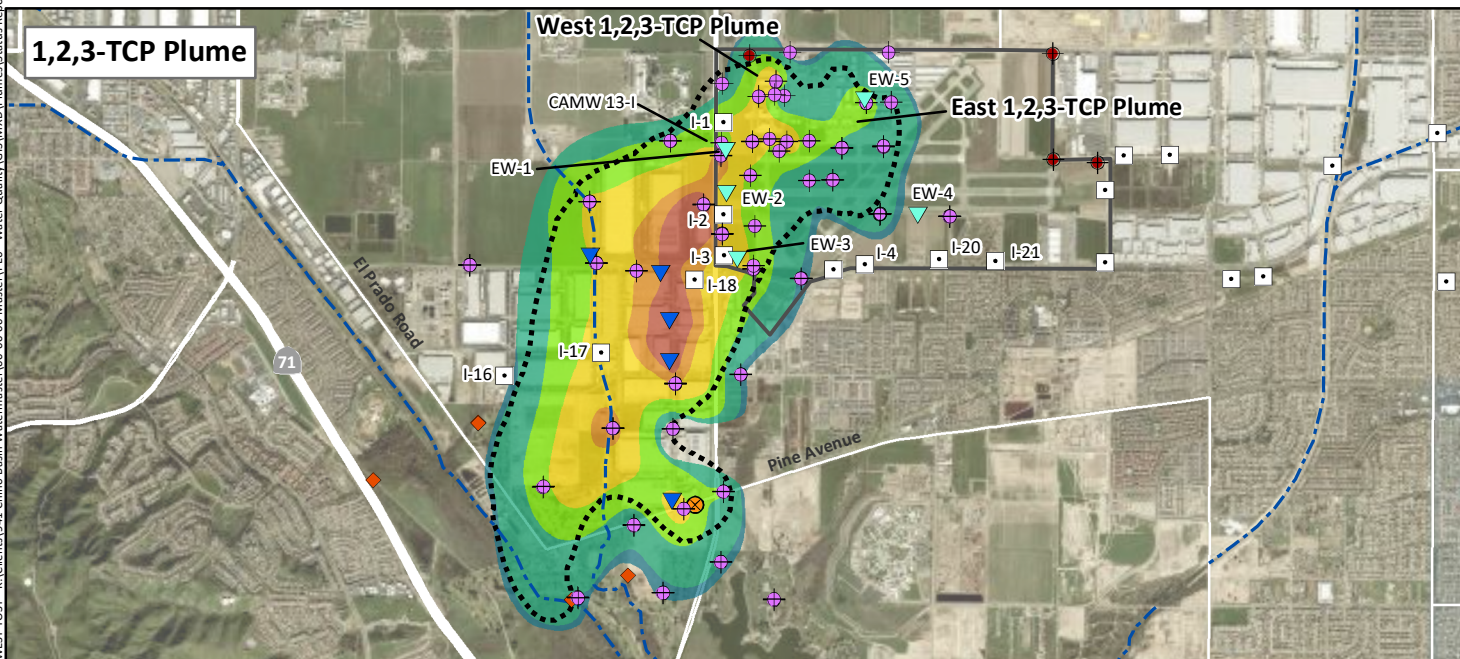 West 1,2,3-TCP Plume
1,2,3-TCP Plume
EW-5
CAMW 13-I
East 1,2,3-TCP Plume
I-1
EW-1
EW-2
EW-4
I-2
EW-3
I-3
I-4
I-20
I-21
I-18
El Prado Road
I-17
71
I-16
Pine Avenue